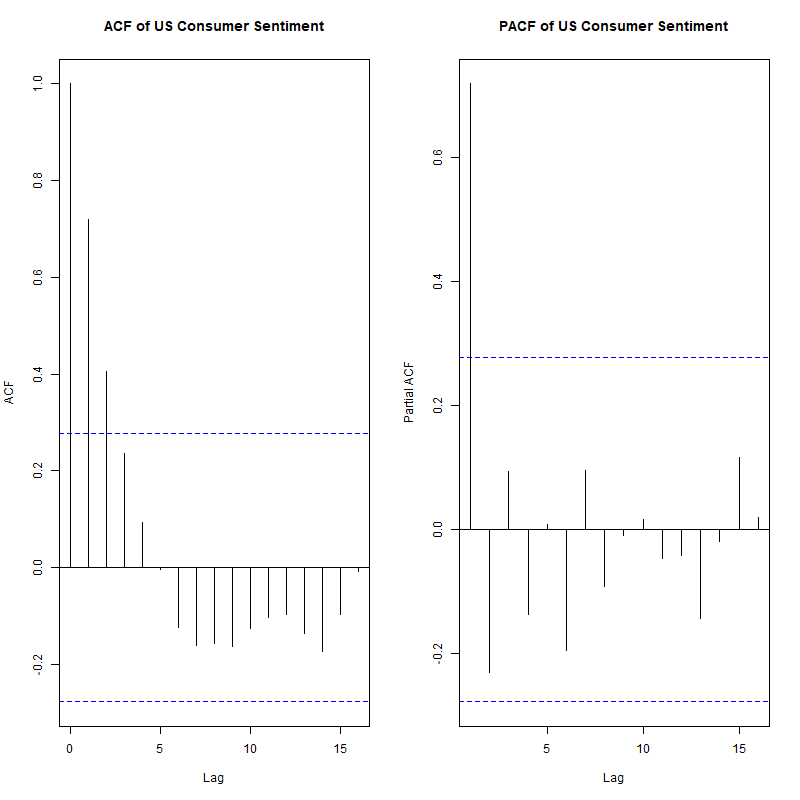 ACF of US Consumer Sentiment
ACF
1.0
0.8
0.6
0.4
0.2
0.0
-0.2
0 5 10 15
Lag
PACF of US Consumer Sentiment
Partial ACF
0.6
0.4
0.2
0.0
-0.2
5 10 15
Lag